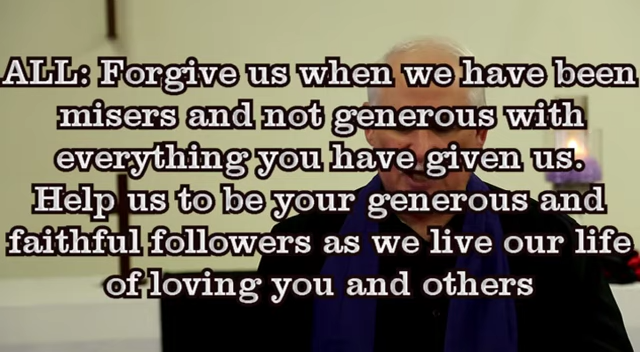 ALL: Forgive us when we have been
misers and not generous with
everything you have given us.
Help us to be your generous and
faithful followers as we live our life
of loving you and others